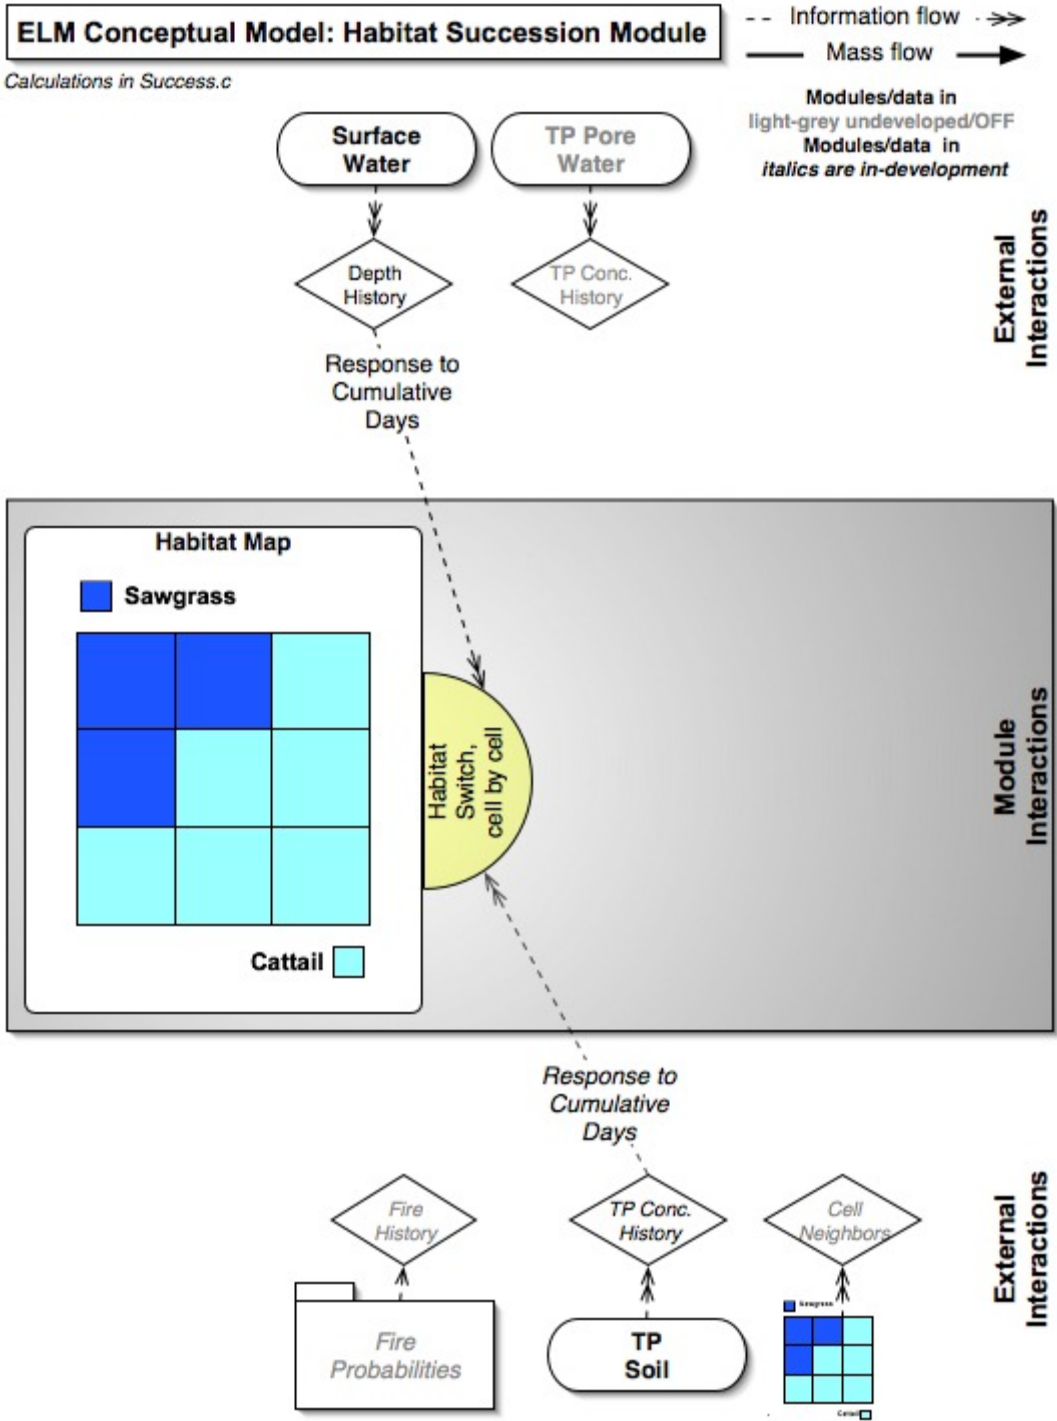 ELM Conceptual Model: Habitat Succession Module
Calculations in Success.c
Information flow
Mass flow
Modules/data in
light-grey undeveloped/OFF
Modules/data in
italics are in-development
Surface
Water
TP Pore
Water
Depth
History
TP Conc.
History
External
Interactions
Response to
Cumulative
Days
Habitat Map
Sawgrass
Habitat
Switch,
cell by cell
Module
Interactions
Cattail
Response to
Cumulative
Days
Fire
History
TP Conc.
History
Cell
Neighbors
External
Interactions
Fire
Probabilities
TP
Soil
Sawgrass
Cattail